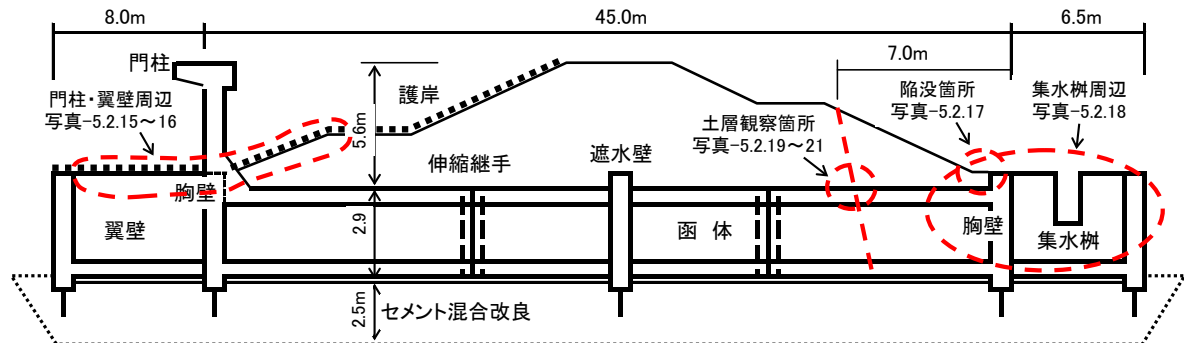 8.0m
45.0m
6.5m
7.0m
門柱
門柱・翼壁周辺
写真-5.2.15~16
護岸
5.6m
陥没箇所
写真-5.2.17
集水桝周辺
写真-5.2.18
土層観察箇所
写真-5.2.19~21
伸縮継手
遮水壁
胸壁
翼壁
2.9
函 体
胸壁
集水桝
2.5m
セメント混合改良